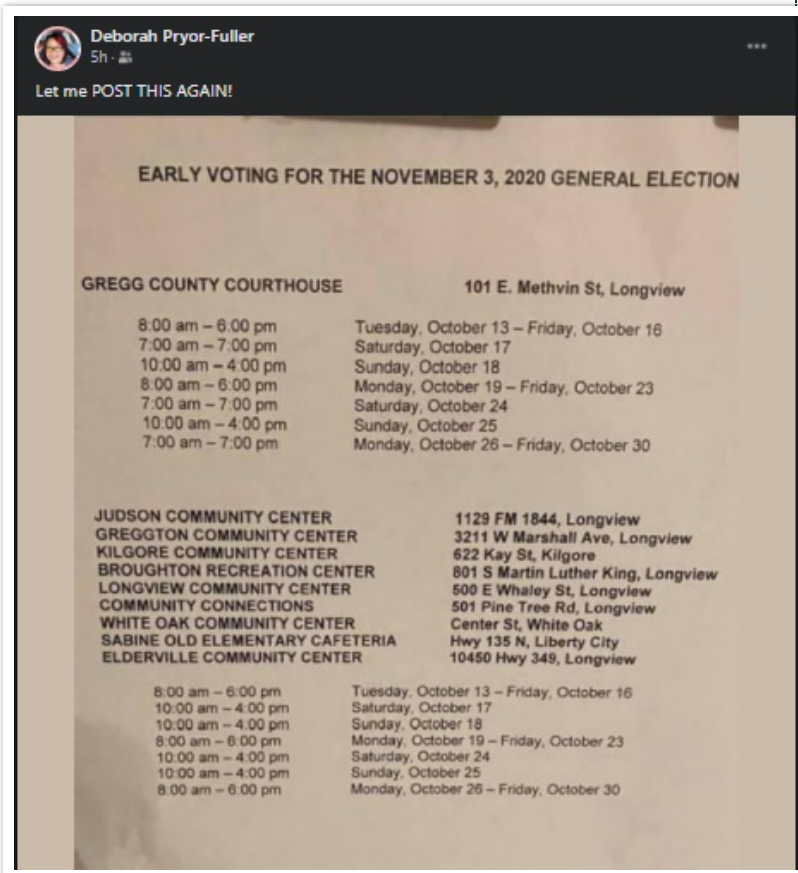 Deborah Pryor-Fuller
5h ·
Let me POST THIS AGAIN!
EARLY VOTING FOR THE NOVEMBER 3, 2020 GENERAL ELECTION
GREGG COUNTY COURTHOUSE 101 E. Methvin St, Longview
8:00 am – 6:00 pm Tuesday, October 13 – Friday, October 16
7:00 am – 7:00 pm Saturday, October 17
10:00 am – 4:00 pm Sunday, October 18
8:00 am – 6:00 pm Monday, October 19 – Friday, October 23
7:00 am – 7:00 pm Saturday, October 24
10:00 am – 4:00 pm Sunday, October 25
7:00 am – 7:00 pm Monday, October 26 – Friday, October 30
JUDSON COMMUNITY CENTER 1129 FM 1844, Longview
GREGGTON COMMUNITY CENTER 3211 W Marshall Ave, Longview
KILGORE COMMUNITY CENTER 622 Kay St, Kilgore
BROUGHTON RECREATION CENTER 801 S Martin Luther King, Longview
LONGVIEW COMMUNITY CENTER 500 E Whaley St, Longview
COMMUNITY CONNECTIONS 501 Pine Tree Rd, Longview
WHITE OAK COMMUNITY CENTER Center St, White Oak
SABINE OLD ELEMENTARY CAFETERIA Hwy 135 N, Liberty City
ELDERVILLE COMMUNITY CENTER 10450 Hwy 349, Longview
8:00 am – 6:00 pm Tuesday, October 13 – Friday, October 16
10:00 am – 4:00 pm Saturday, October 17
10:00 am – 4:00 pm Sunday, October 18
8:00 am – 6:00 pm Monday, October 19 – Friday, October 23
10:00 am – 4:00 pm Saturday, October 24
10:00 am – 4:00 pm Sunday, October 25
8:00 am – 6:00 pm Monday, October 26 – Friday, October 30